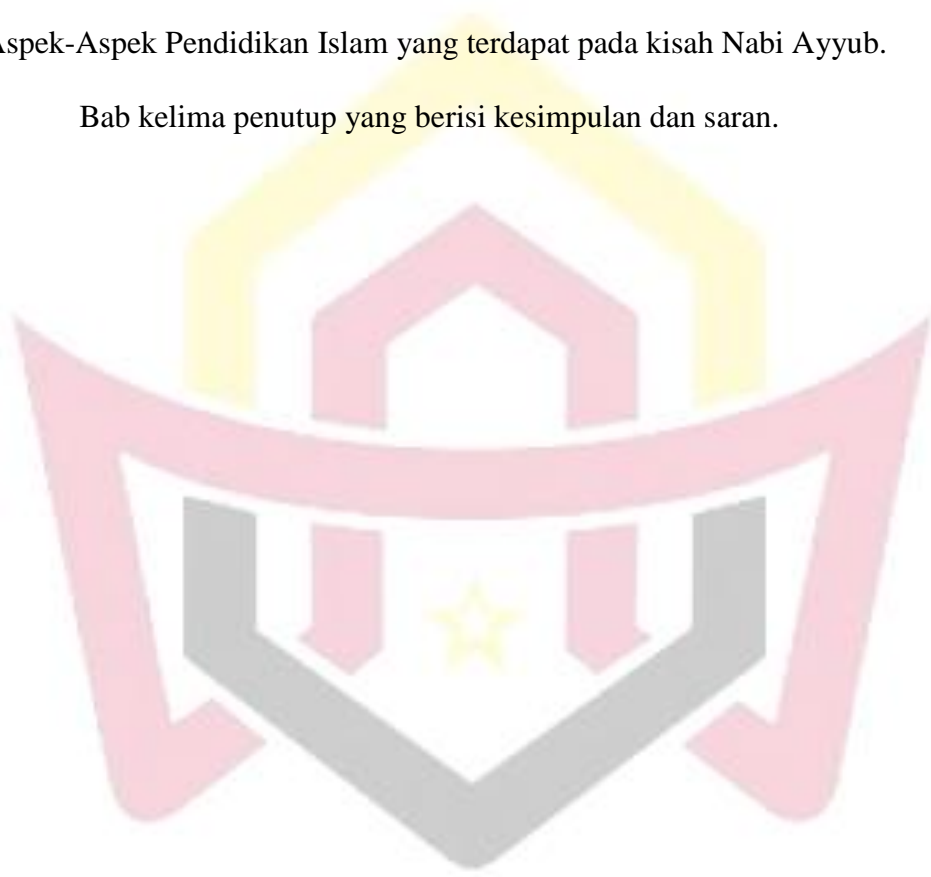 Aspek-Aspek Pendidikan Islam yang terdapat pada kisah Nabi Ayyub.
Bab kelima penutup yang berisi kesimpulan dan saran.